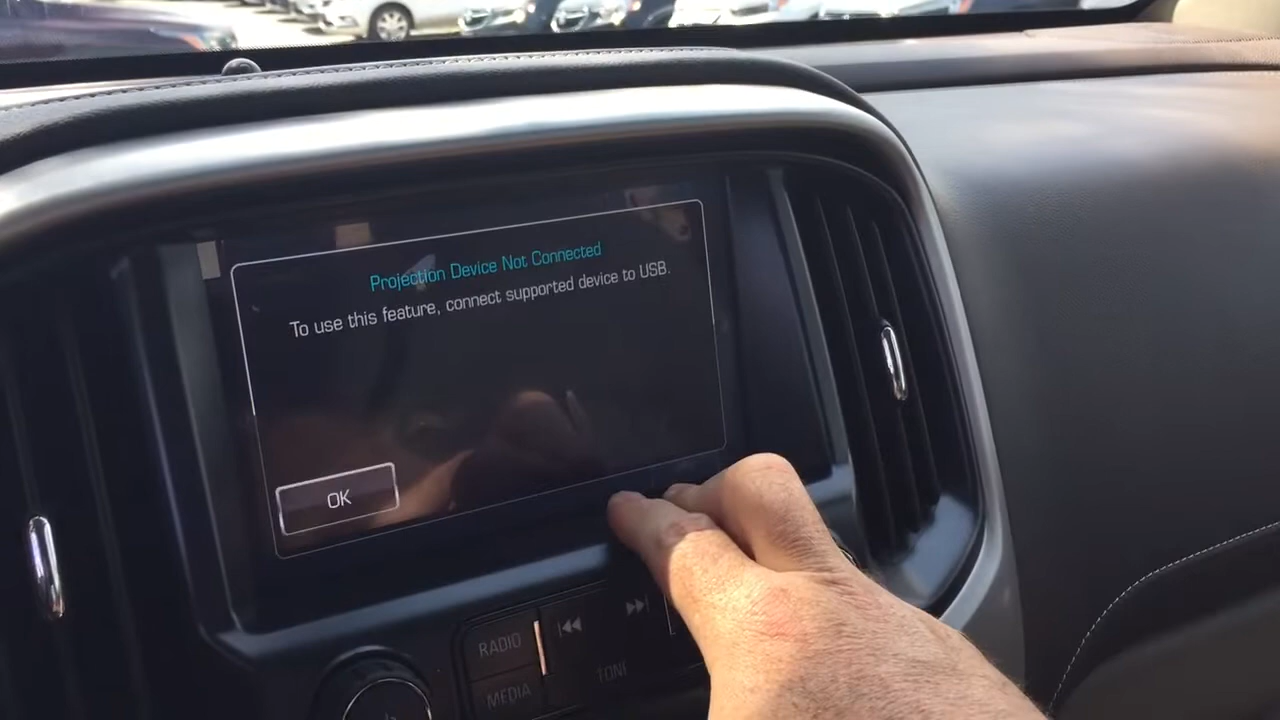 Projection Device Not Connected
To use this feature, connect supported device to USB.
OK
RADIO
MEDIA
TONE